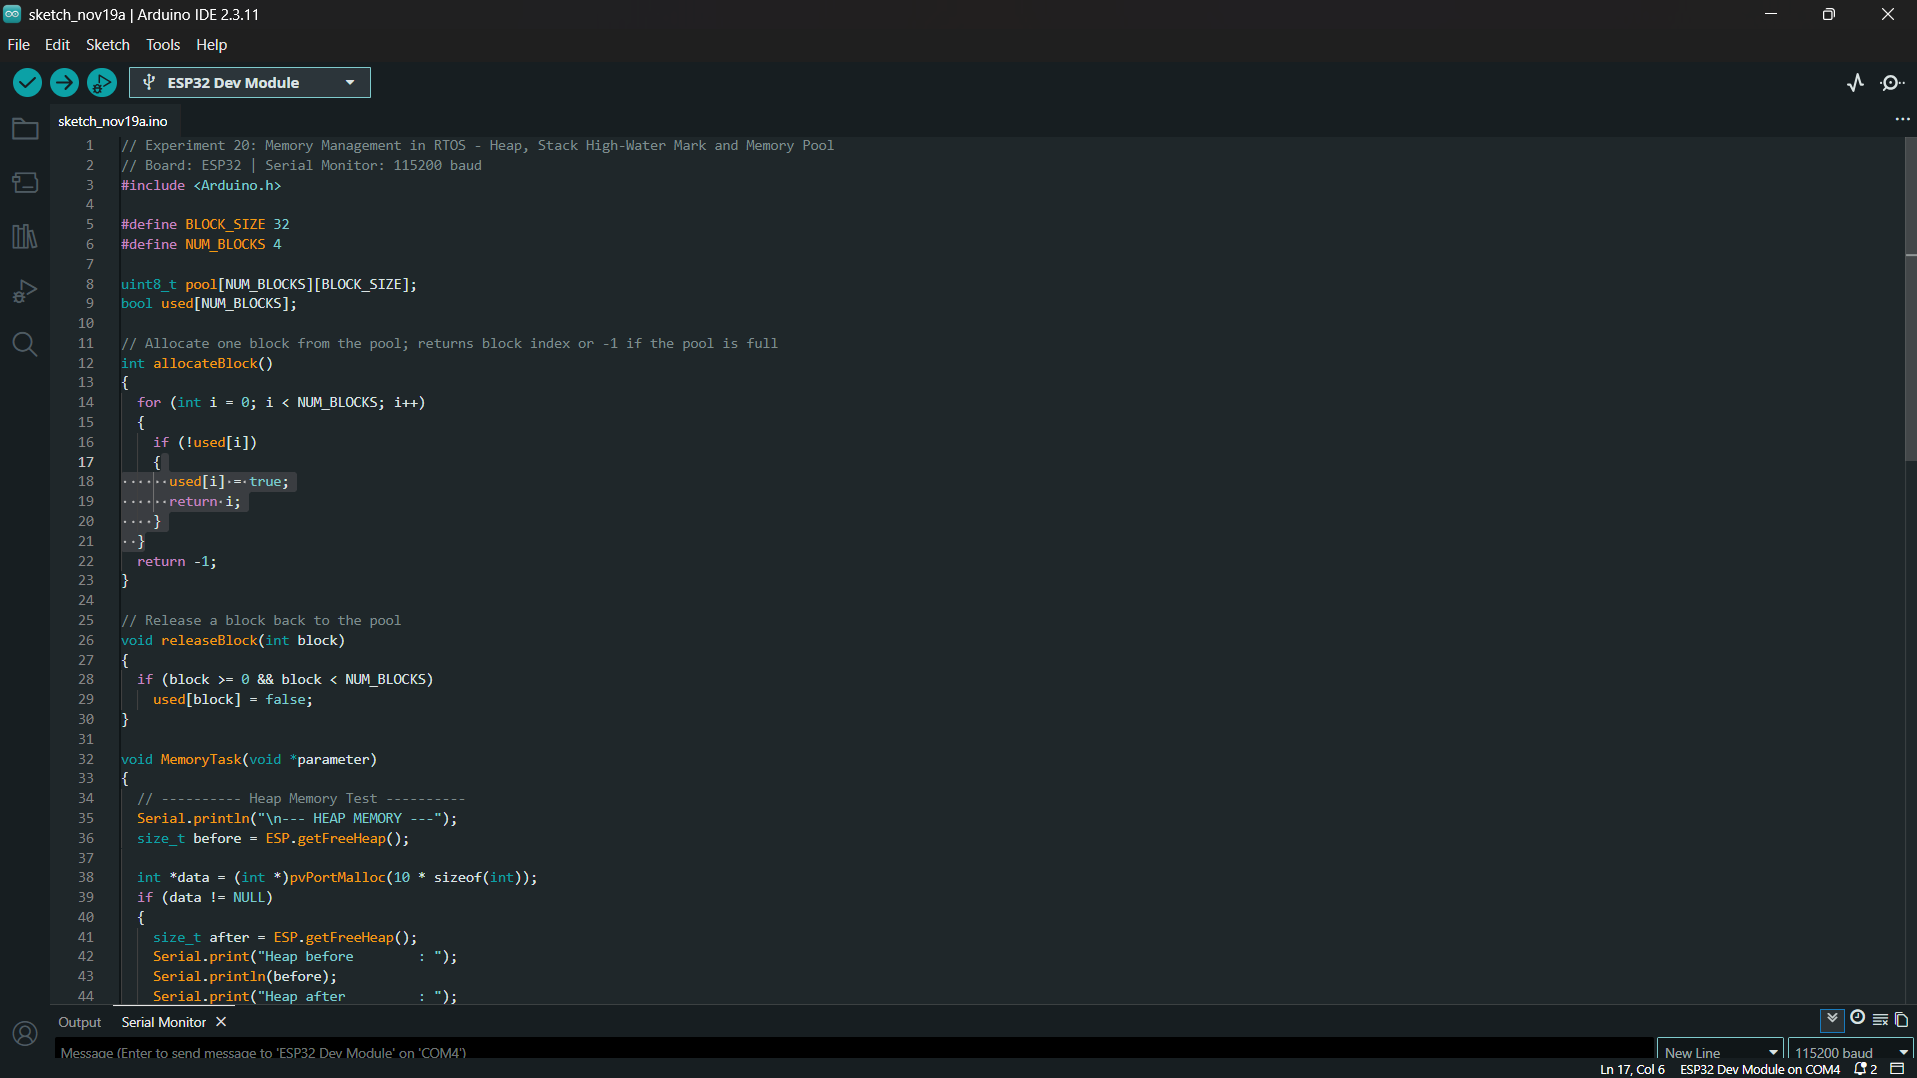 sketch_nov19a | Arduino IDE 2.3.11
File Edit Sketch Tools Help
ESP32 Dev Module
sketch_nov19a.ino
1 // Experiment 20: Memory Management in RTOS - Heap, Stack High-Water Mark and Memory Pool
2 // Board: ESP32 | Serial Monitor: 115200 baud
3 #include <Arduino.h>
4
5 #define BLOCK_SIZE 32
6 #define NUM_BLOCKS 4
7
8 uint8_t pool[NUM_BLOCKS][BLOCK_SIZE];
9 bool used[NUM_BLOCKS];
10
11 // Allocate one block from the pool; returns block index or -1 if the pool is full
12 int allocateBlock()
13 {
14   for (int i = 0; i < NUM_BLOCKS; i++)
15   {
16     if (!used[i])
17     {
18       used[i] = true;
19       return i;
20     }
21   }
22   return -1;
23 }
24
25 // Release a block back to the pool
26 void releaseBlock(int block)
27 {
28   if (block >= 0 && block < NUM_BLOCKS)
29     used[block] = false;
30 }
31
32 void MemoryTask(void *parameter)
33 {
34   // ---------- Heap Memory Test ----------
35   Serial.println("\n--- HEAP MEMORY ---");
36   size_t before = ESP.getFreeHeap();
37
38   int *data = (int *)pvPortMalloc(10 * sizeof(int));
39   if (data != NULL)
40   {
41     size_t after = ESP.getFreeHeap();
42     Serial.print("Heap before        : ");
43     Serial.println(before);
44     Serial.print("Heap after         : ");
Output Serial Monitor
Message (Enter to send message to 'ESP32 Dev Module' on 'COM4') New Line 115200 baud
Ln 17, Col 6 ESP32 Dev Module on COM4 2